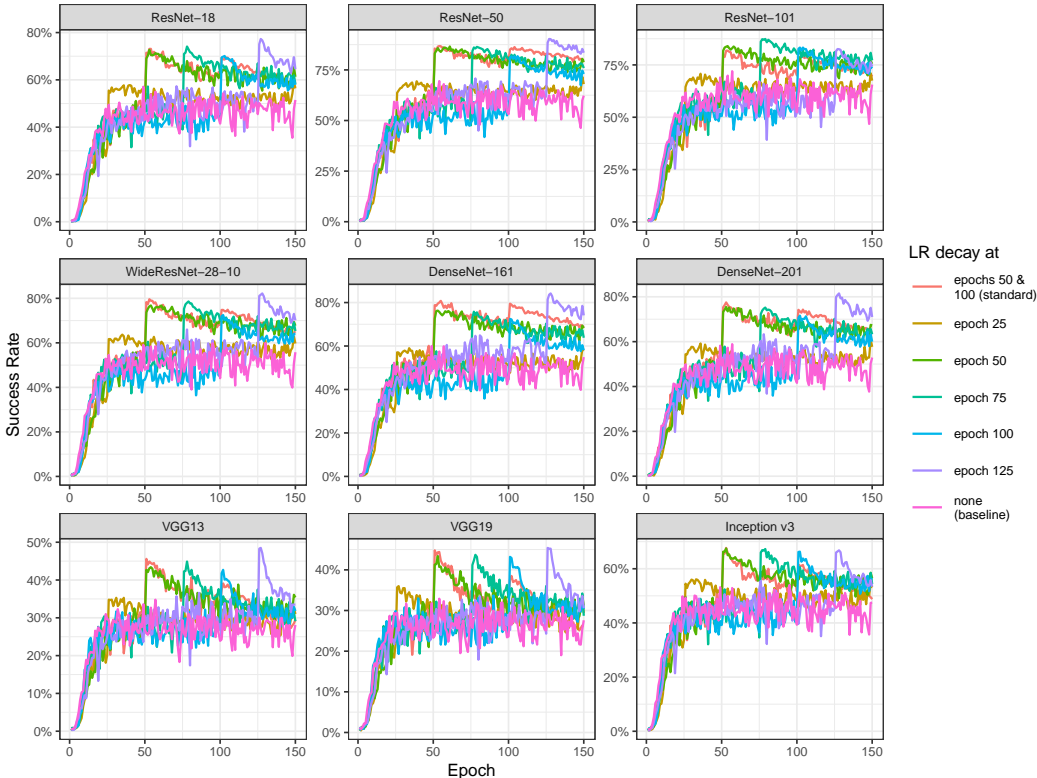 ResNet−18
ResNet−50
ResNet−101
80%
60%
40%
20%
0%
75%
50%
25%
0%
75%
50%
25%
0%
0 50 100 150
0 50 100 150
0 50 100 150
WideResNet−28−10
DenseNet−161
DenseNet−201
80%
60%
40%
20%
0%
80%
60%
40%
20%
0%
80%
60%
40%
20%
0%
0 50 100 150
0 50 100 150
0 50 100 150
VGG13
VGG19
Inception v3
50%
40%
30%
20%
10%
0%
40%
30%
20%
10%
0%
60%
40%
20%
0%
0 50 100 150
0 50 100 150
0 50 100 150
Success Rate
Epoch
LR decay at
epochs 50 &
100 (standard)
epoch 25
epoch 50
epoch 75
epoch 100
epoch 125
none
(baseline)